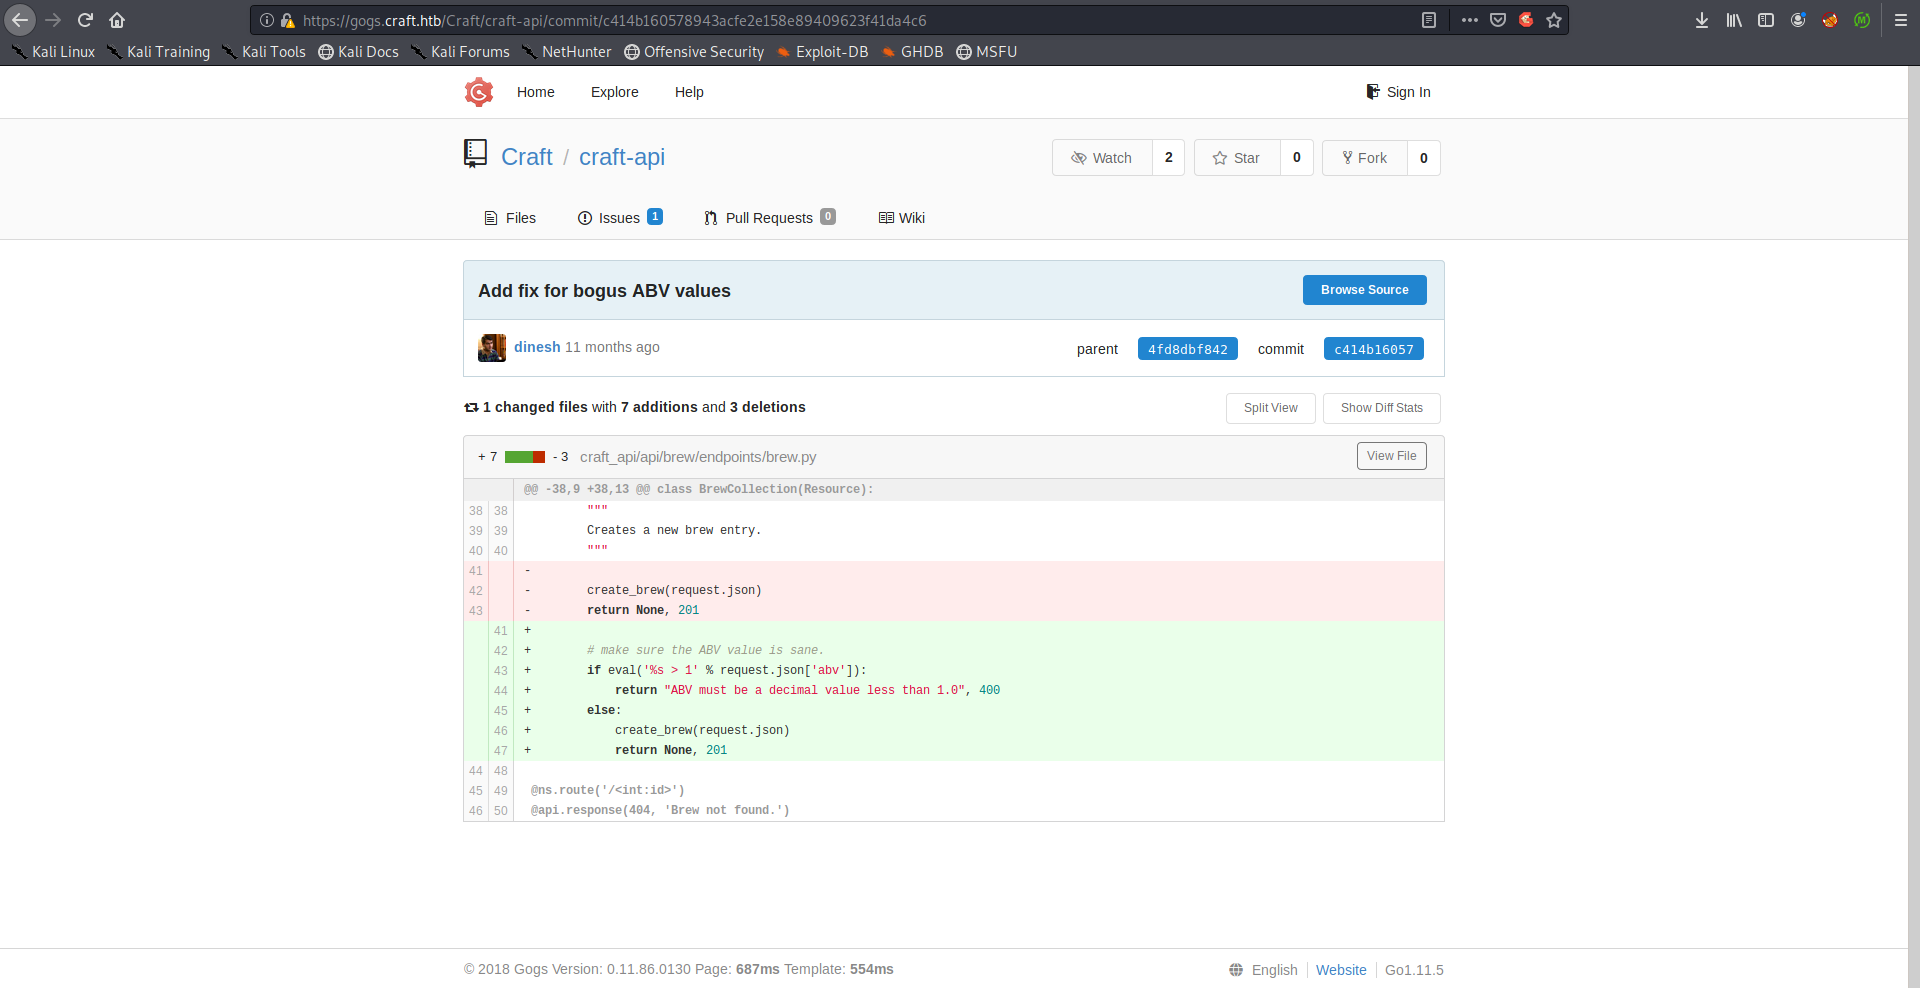 https://gogs.craft.htb/Craft/craft-api/commit/c414b160578943acfe2e158e89409623f41da4c6
Kali Linux Kali Training Kali Tools Kali Docs Kali Forums NetHunter Offensive Security Exploit-DB GHDB MSFU
Home Explore Help Sign In
Craft / craft-api Watch 2 Star 0 Fork 0
Files Issues 1 Pull Requests 0 Wiki
Add fix for bogus ABV values Browse Source
dinesh 11 months ago parent 4fd8dbf842 commit c414b16057
1 changed files with 7 additions and 3 deletions Split View Show Diff Stats
+ 7 - 3 craft_api/api/brew/endpoints/brew.py View File
@@ -38,9 +38,13 @@ class BrewCollection(Resource):
38 38 """
39 39 Creates a new brew entry.
40 40 """
41 -
42 - create_brew(request.json)
43 - return None, 201
41 +
42 + # make sure the ABV value is sane.
43 + if eval('%s > 1' % request.json['abv']):
44 + return "ABV must be a decimal value less than 1.0", 400
45 + else:
46 + create_brew(request.json)
47 + return None, 201
44 48
45 49 @ns.route('/<int:id>')
46 50 @api.response(404, 'Brew not found.')
© 2018 Gogs Version: 0.11.86.0130 Page: 687ms Template: 554ms English Website Go1.11.5